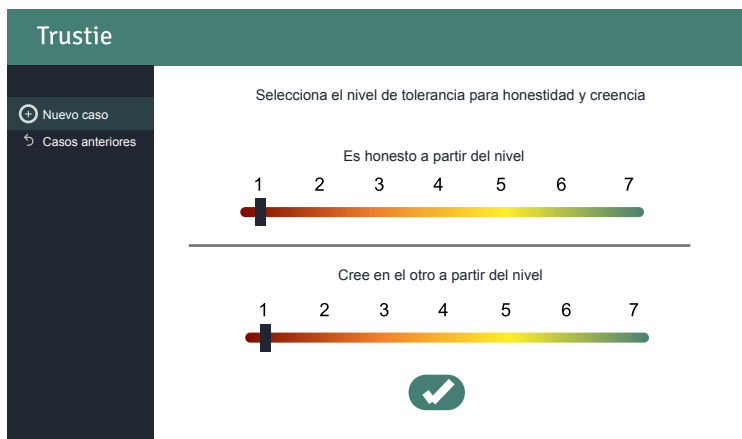 Trustie
Nuevo caso
Casos anteriores
Selecciona el nivel de tolerancia para honestidad y creencia
Es honesto a partir del nivel
1 2 3 4 5 6 7
Cree en el otro a partir del nivel
1 2 3 4 5 6 7